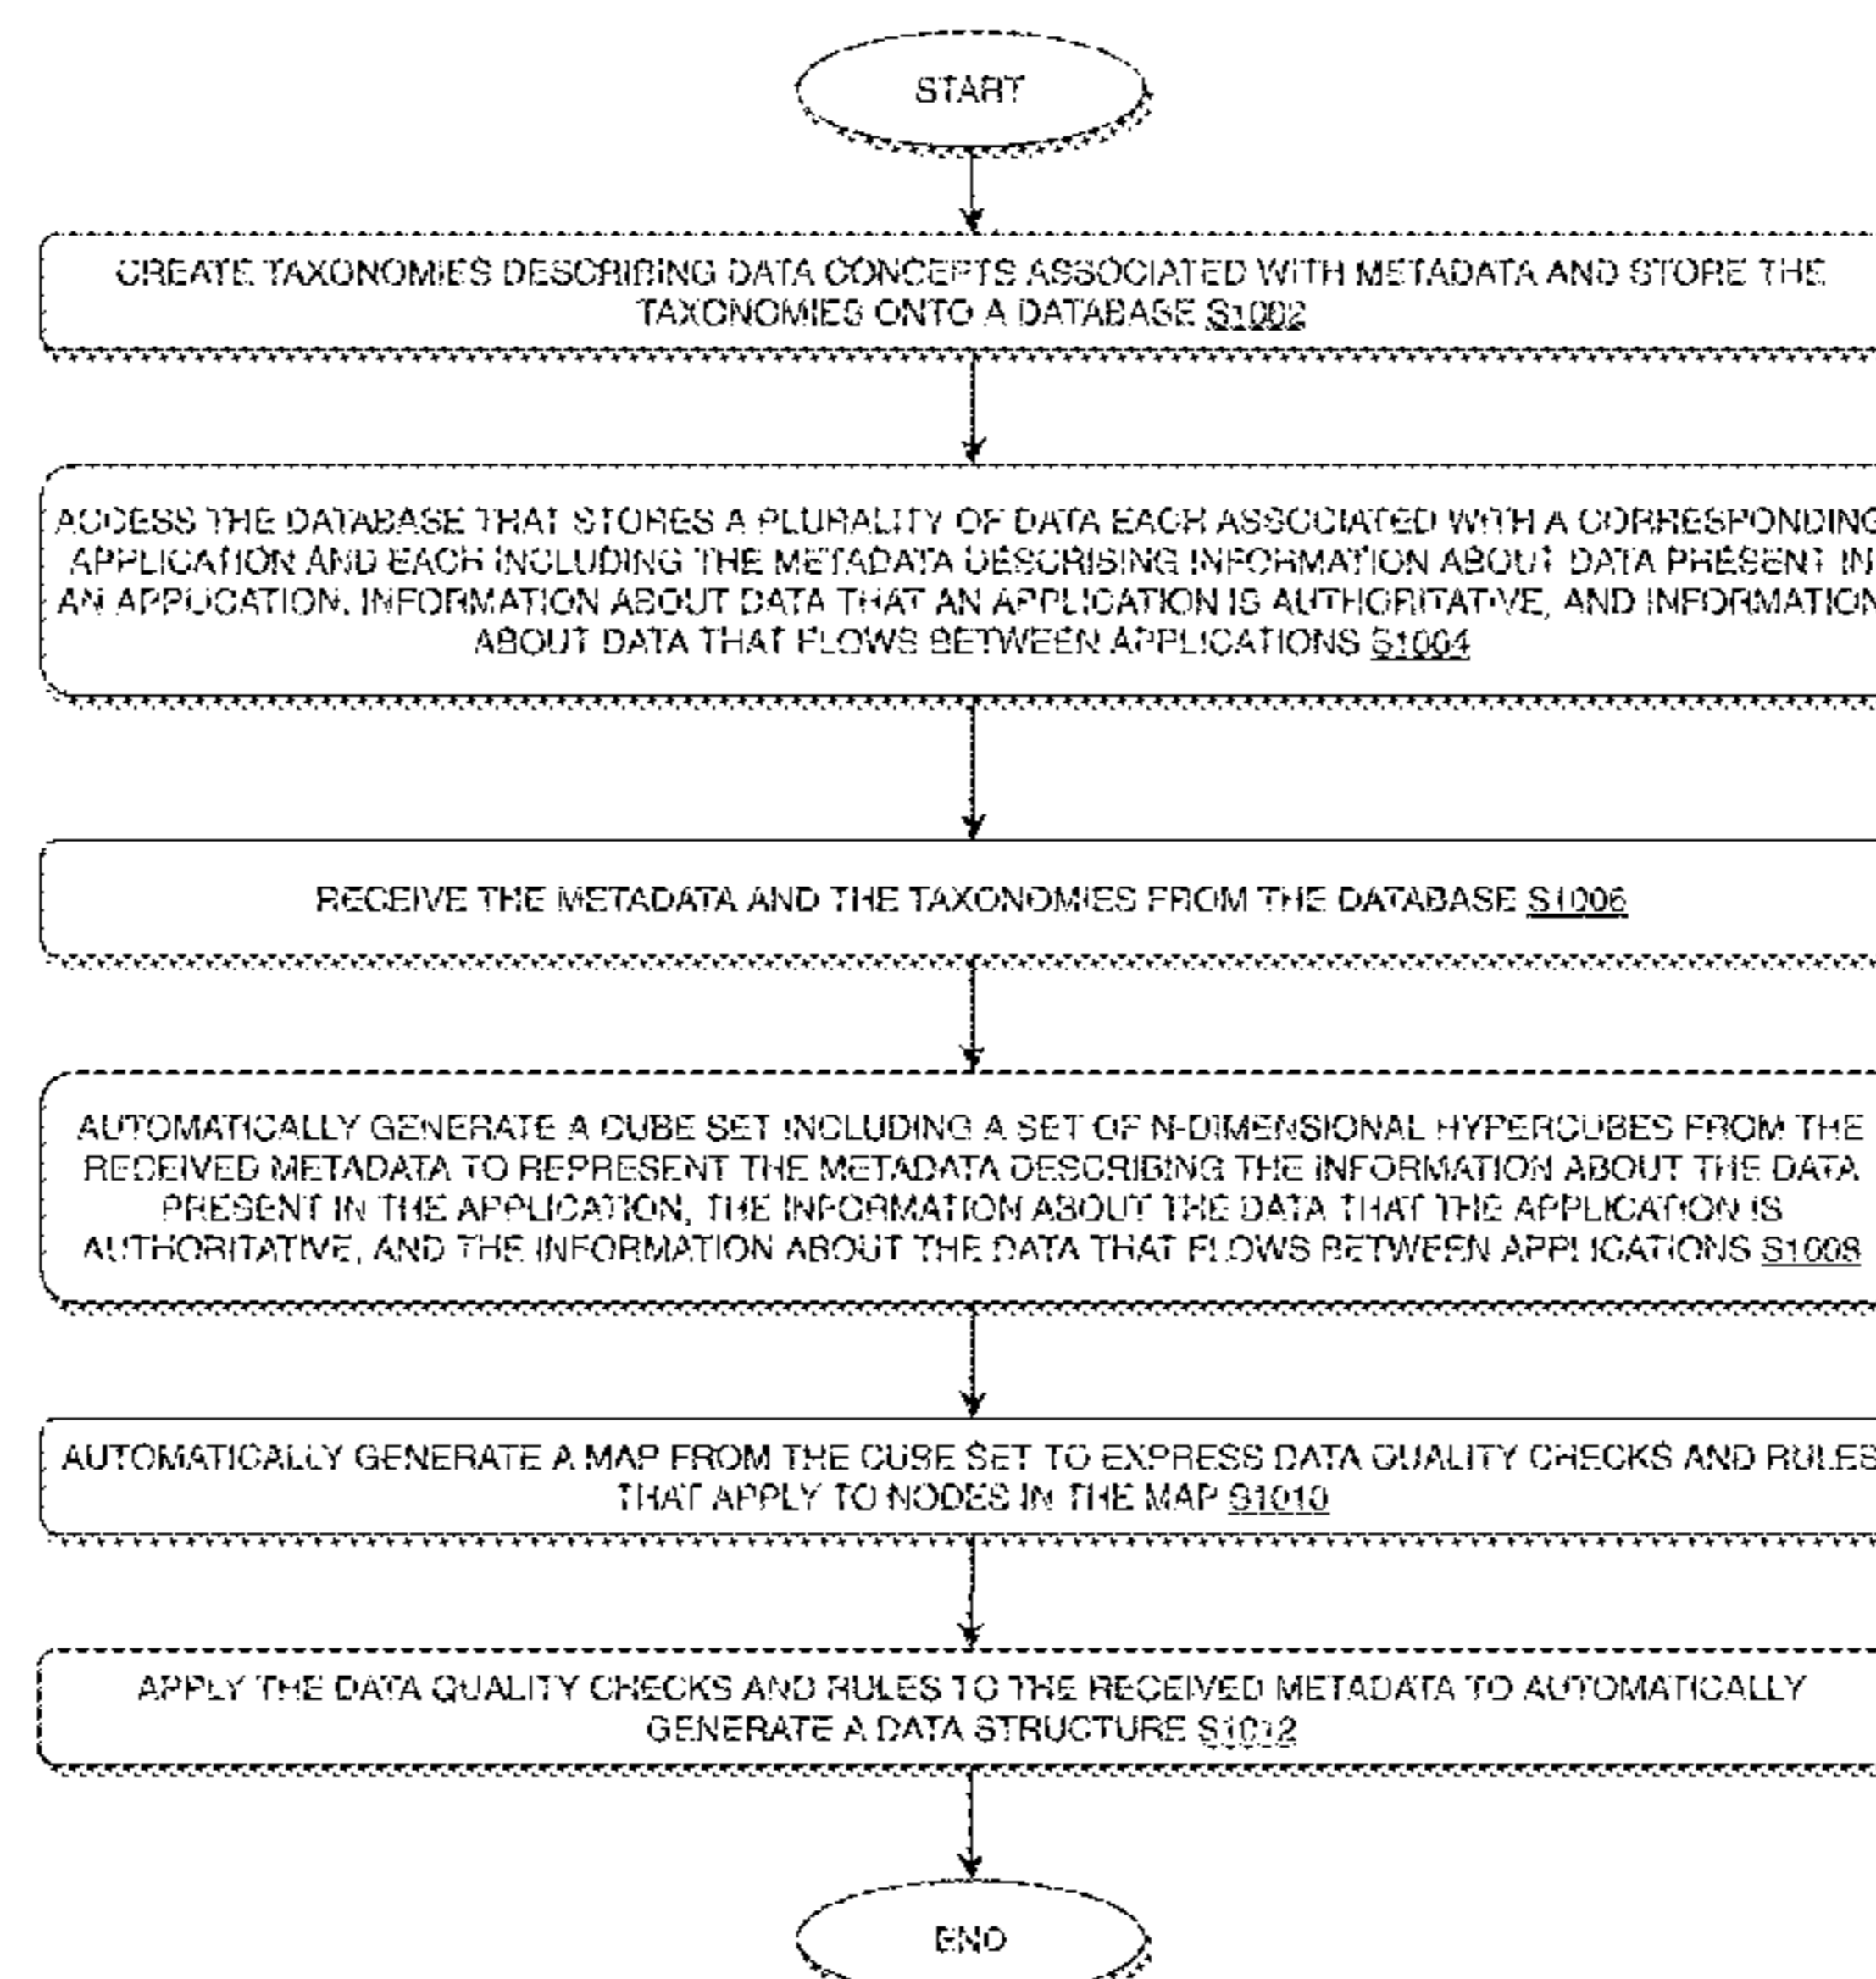 START
CREATE TAXONOMIES DESCRIBING DATA CONCEPTS ASSOCIATED WITH METADATA AND STORE THE
TAXONOMIES ONTO A DATABASE S1002
ACCESS THE DATABASE THAT STORES A PLURALITY OF DATA EACH ASSOCIATED WITH A CORRESPONDING
APPLICATION AND EACH INCLUDING THE METADATA DESCRIBING INFORMATION ABOUT DATA PRESENT IN
AN APPLICATION, INFORMATION ABOUT DATA THAT AN APPLICATION IS AUTHORITATIVE, AND INFORMATION
ABOUT DATA THAT FLOWS BETWEEN APPLICATIONS S1004
RECEIVE THE METADATA AND THE TAXONOMIES FROM THE DATABASE S1006
AUTOMATICALLY GENERATE A CUBE SET INCLUDING A SET OF N-DIMENSIONAL HYPERCUBES FROM THE
RECEIVED METADATA TO REPRESENT THE METADATA DESCRIBING THE INFORMATION ABOUT THE DATA
PRESENT IN THE APPLICATION, THE INFORMATION ABOUT THE DATA THAT THE APPLICATION IS
AUTHORITATIVE, AND THE INFORMATION ABOUT THE DATA THAT FLOWS BETWEEN APPLICATIONS S1008
AUTOMATICALLY GENERATE A MAP FROM THE CUBE SET TO EXPRESS DATA QUALITY CHECKS AND RULES
THAT APPLY TO NODES IN THE MAP S1010
APPLY THE DATA QUALITY CHECKS AND RULES TO THE RECEIVED METADATA TO AUTOMATICALLY
GENERATE A DATA STRUCTURE S1012
END